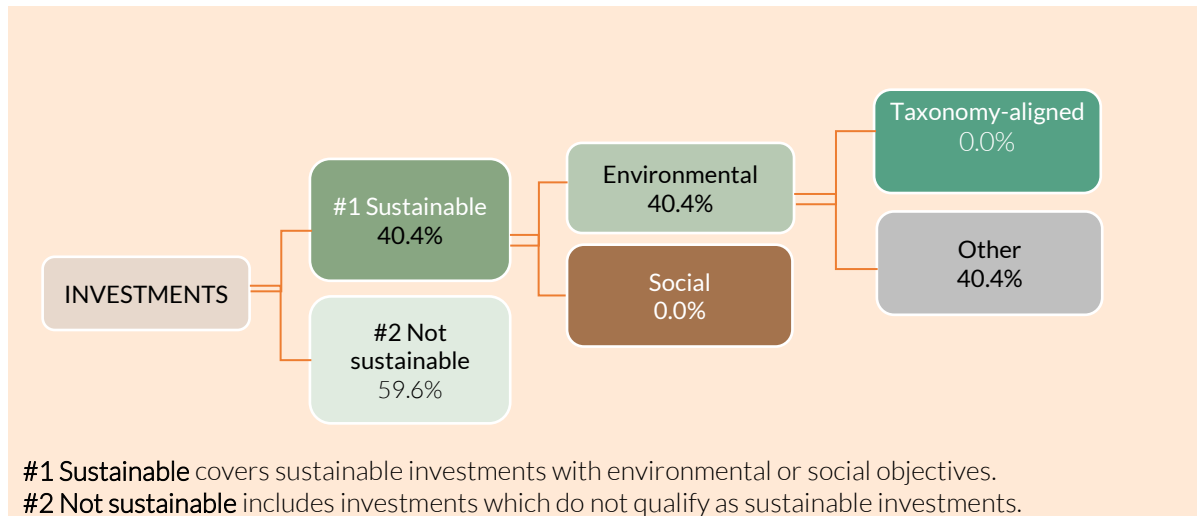 INVESTMENTS
#1 Sustainable
40.4%
#2 Not
sustainable
59.6%
Environmental
40.4%
Social
0.0%
Taxonomy-aligned
0.0%
Other
40.4%
#1 Sustainable covers sustainable investments with environmental or social objectives.
#2 Not sustainable includes investments which do not qualify as sustainable investments.